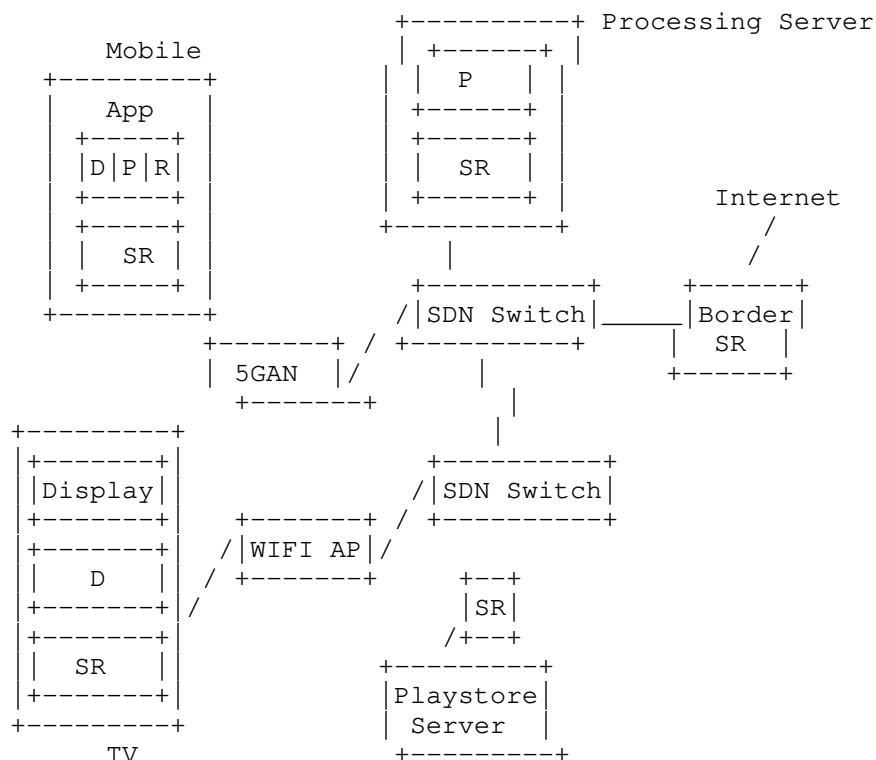 Processing Server
Mobile
P
App
D|P|R
SR
Internet
SR
SDN Switch
Border
SR
5GAN
Display
SDN Switch
WIFI AP
D
SR
SR
Playstore
Server
TV